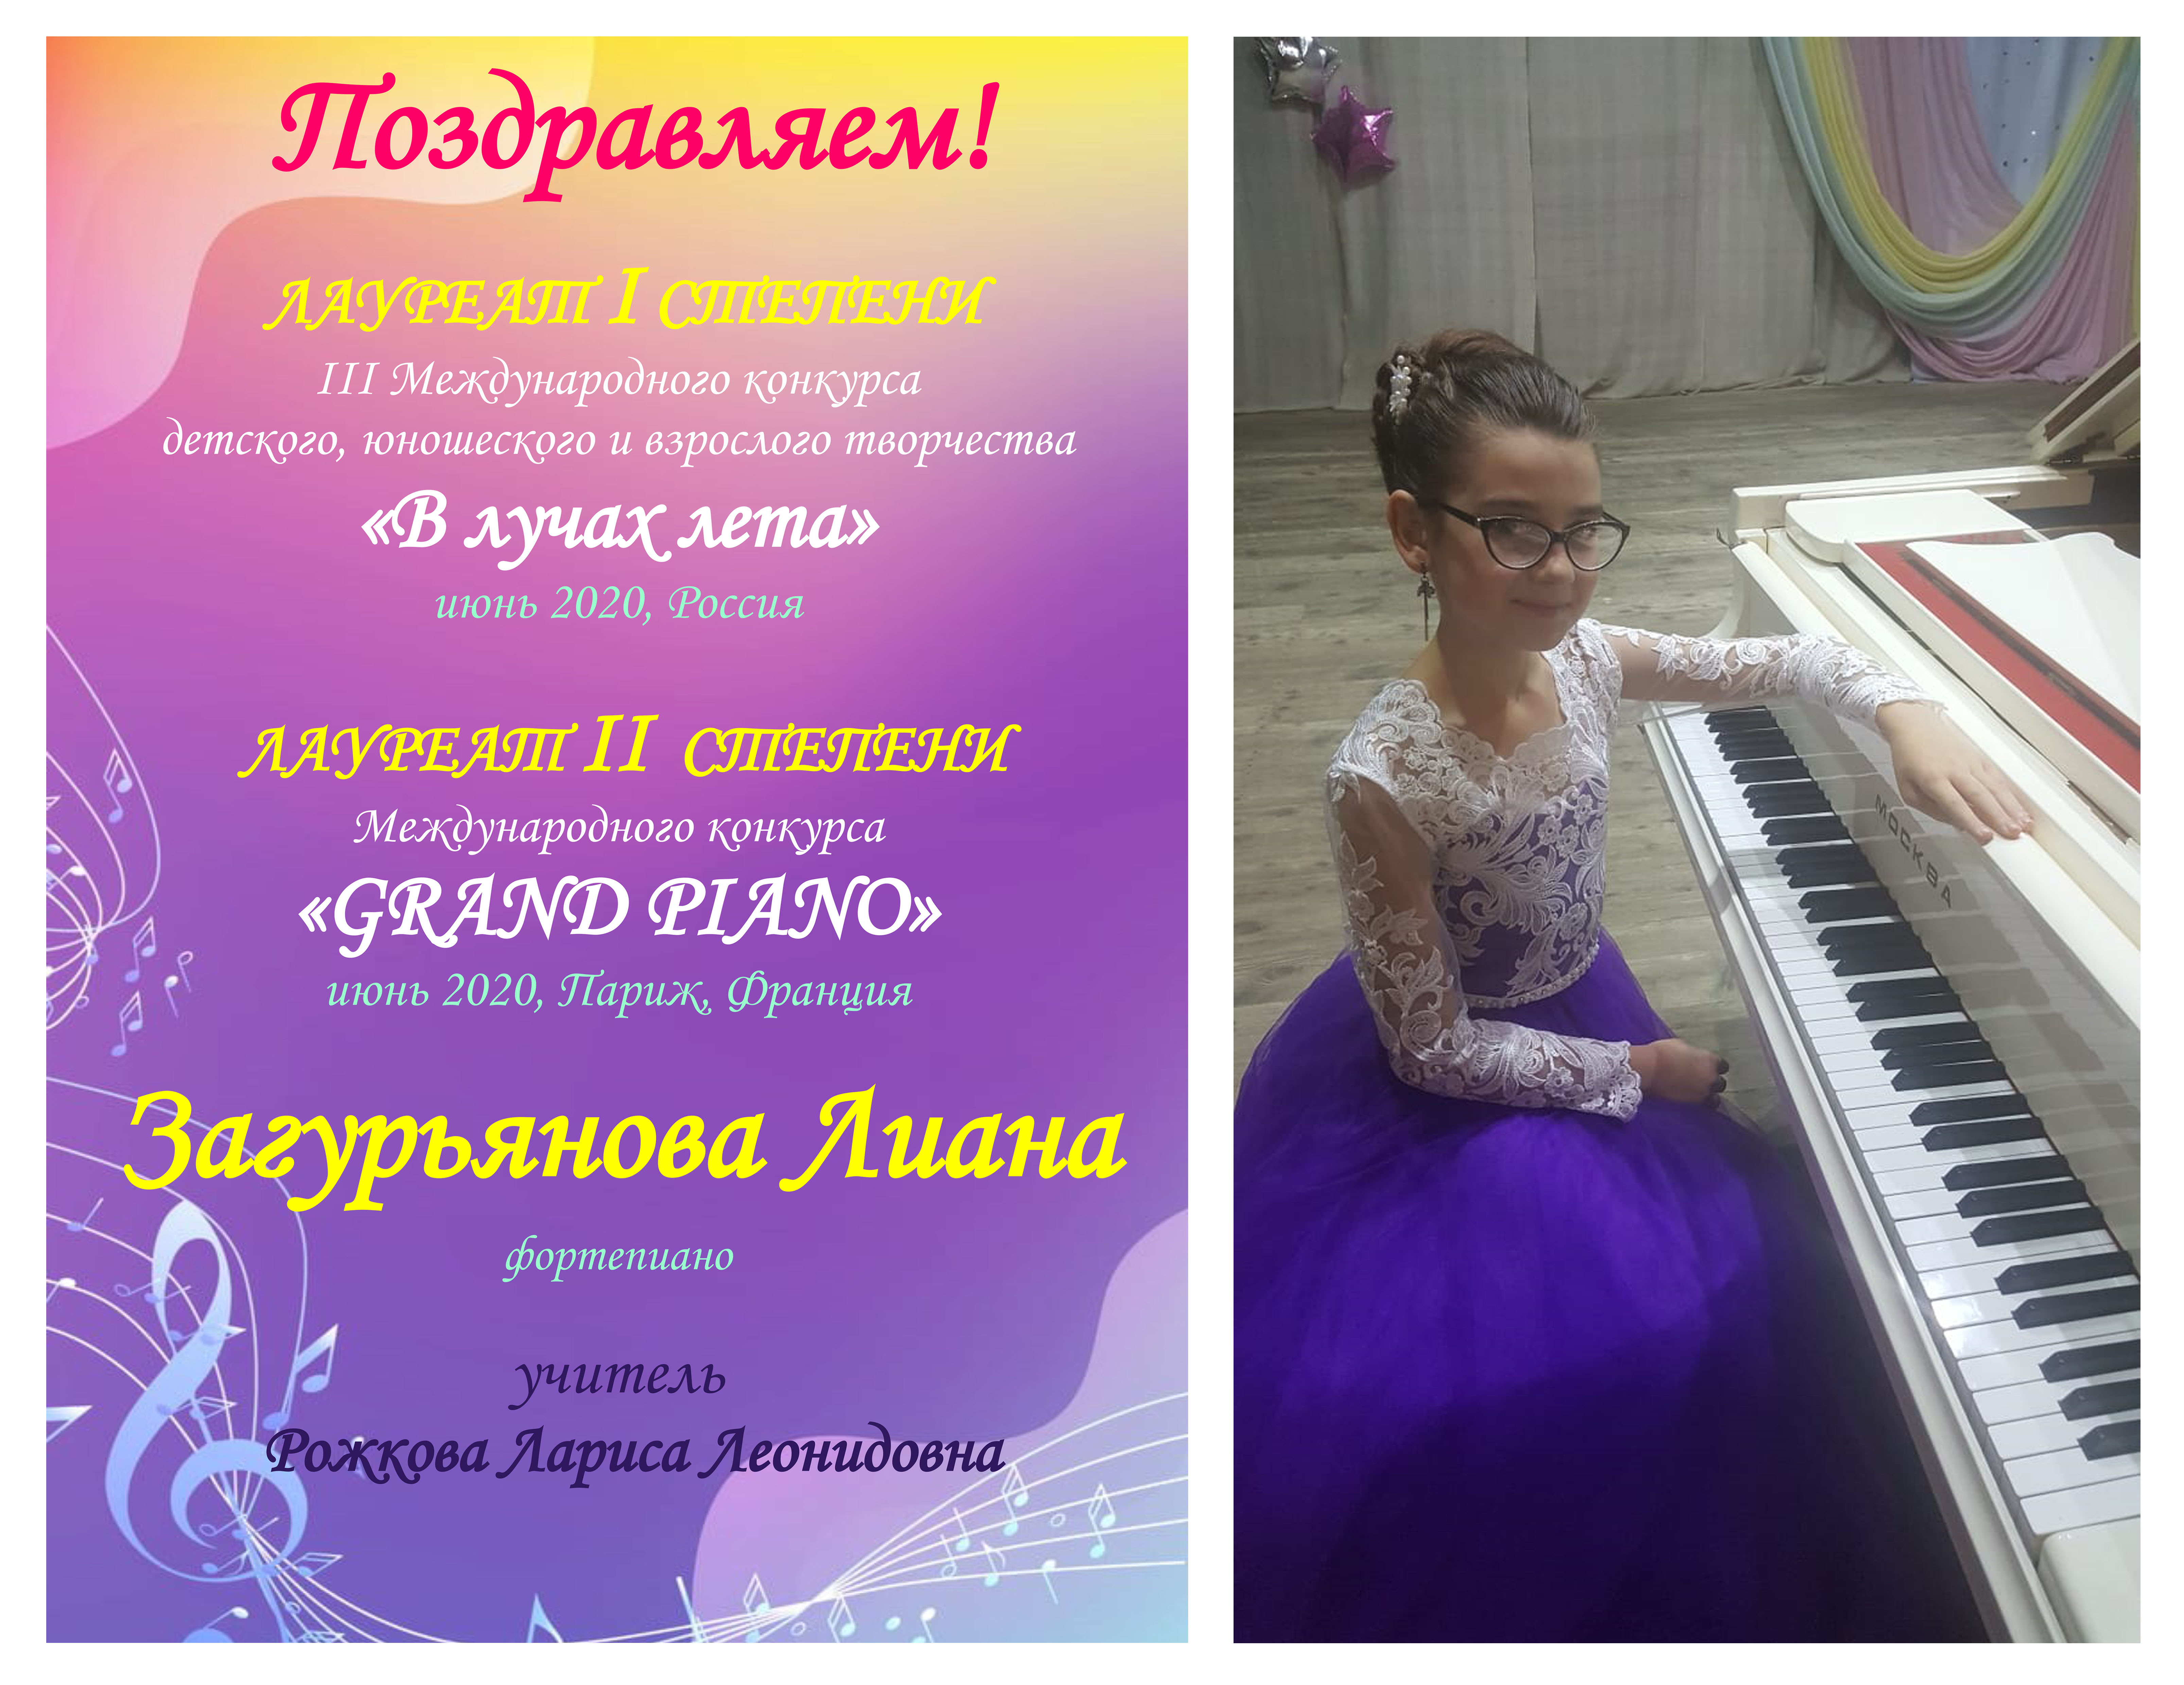 Поздравляем!
ЛАУРЕАТ I СТЕПЕНИ
III Международного конкурса
детского, юношеского и взрослого творчества
«В лучах лета»
июнь 2020, Россия
ЛАУРЕАТ II СТЕПЕНИ
Международного конкурса
«GRAND PIANO»
июнь 2020, Париж, Франция
Загурьянова Лиана
фортепиано
учитель
Рожкова Лариса Леонидовна
МОСКВА